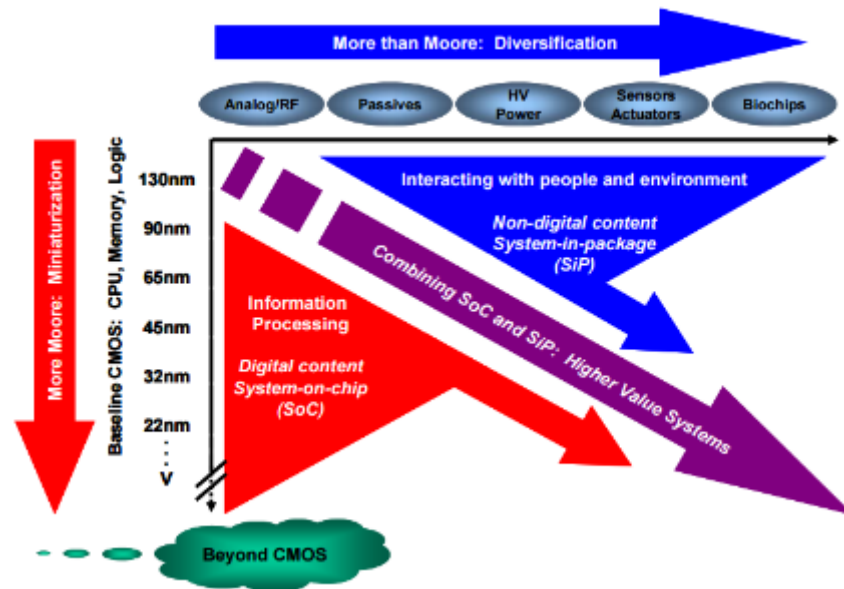 More than Moore: Diversification
Analog/RF
Passives
HV
Power
Sensors
Actuators
Biochips
More Moore: Miniaturization
Baseline CMOS: CPU, Memory, Logic
130nm
90nm
65nm
45nm
32nm
22nm
V
Interacting with people and environment
Non-digital content
System-in-package
(SiP)
Combining SoC and SiP: Higher Value Systems
Information
Processing
Digital content
System-on-chip
(SoC)
Beyond CMOS